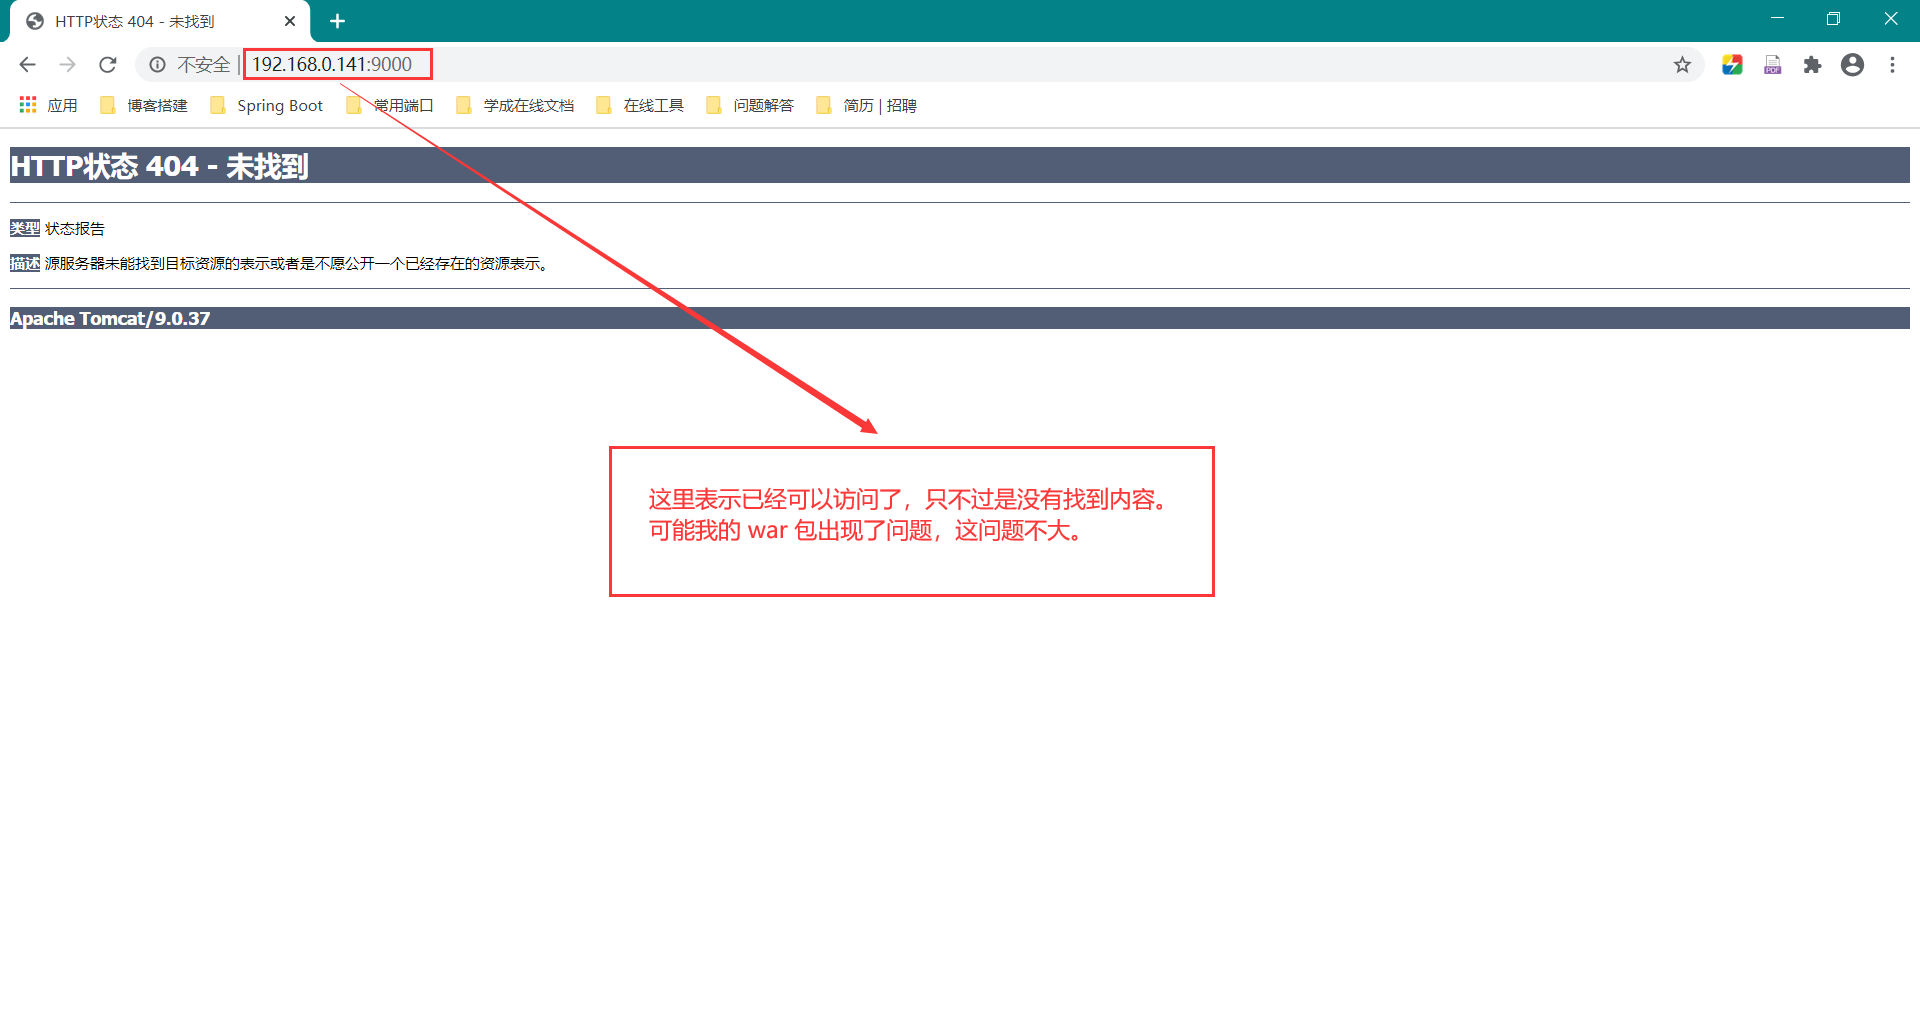 HTTP状态 404 - 未找到
不安全 | 192.168.0.141:9000
应用 博客搭建 Spring Boot 常用端口 学成在线文档 在线工具 问题解答 简历 | 招聘
HTTP状态 404 - 未找到
类型 状态报告
描述 源服务器未能找到目标资源的表示或者是不愿公开一个已经存在的资源表示。
Apache Tomcat/9.0.37
这里表示已经可以访问了，只不过是没有找到内容。
可能我的 war 包出现了问题，这问题不大。